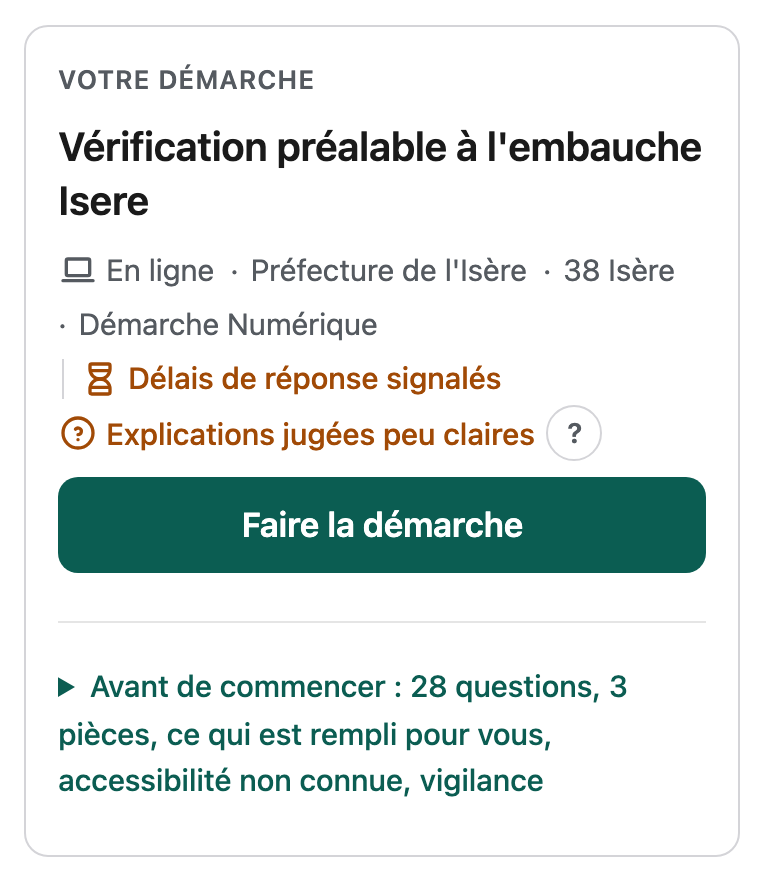 VOTRE DÉMARCHE
Vérification préalable à l'embauche
Isere
En ligne · Préfecture de l'Isère · 38 Isère
· Démarche Numérique
Délais de réponse signalés
? Explications jugées peu claires ?
Faire la démarche
▶ Avant de commencer : 28 questions, 3
pièces, ce qui est rempli pour vous,
accessibilité non connue, vigilance